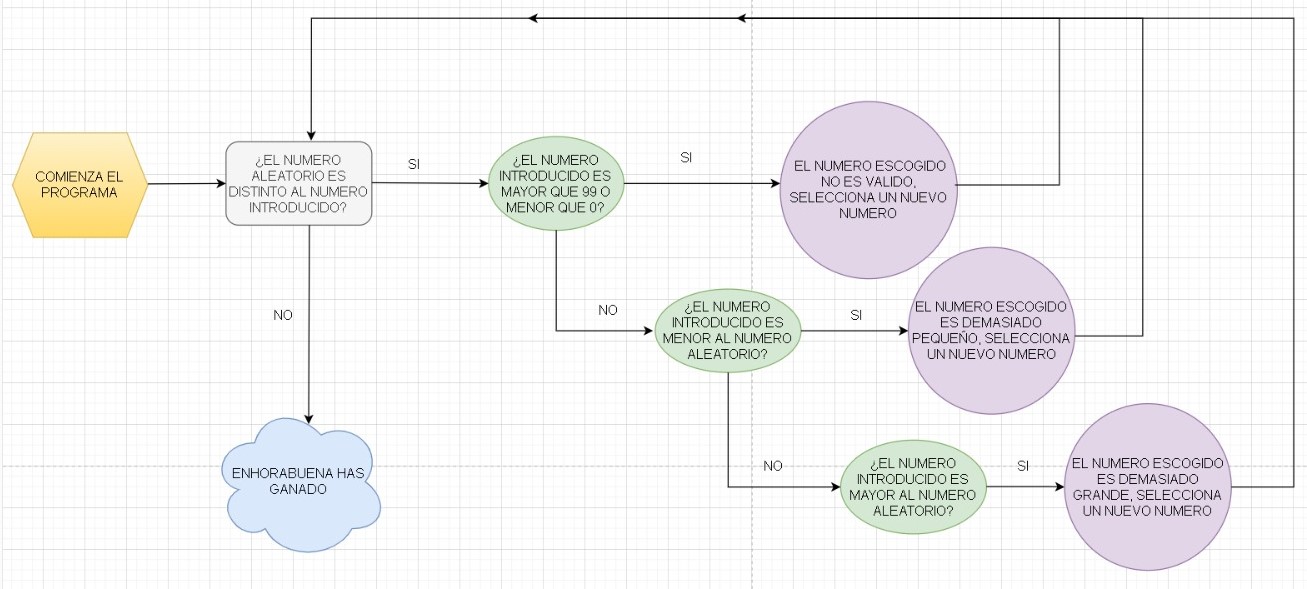 COMIENZA EL
PROGRAMA
¿EL NUMERO
ALEATORIO ES
DISTINTO AL NUMERO
INTRODUCIDO?
SI
¿EL NUMERO
INTRODUCIDO ES
MAYOR QUE 99 O
MENOR QUE 0?
SI
EL NUMERO ESCOGIDO
NO ES VALIDO,
SELECCIONA UN NUEVO
NUMERO
NO
NO
¿EL NUMERO
INTRODUCIDO ES
MENOR AL NUMERO
ALEATORIO?
SI
EL NUMERO ESCOGIDO
ES DEMASIADO
PEQUEÑO, SELECCIONA
UN NUEVO NUMERO
ENHORABUENA HAS
GANADO
NO
¿EL NUMERO
INTRODUCIDO ES
MAYOR AL NUMERO
ALEATORIO?
SI
EL NUMERO ESCOGIDO
ES DEMASIADO
GRANDE, SELECCIONA
UN NUEVO NUMERO